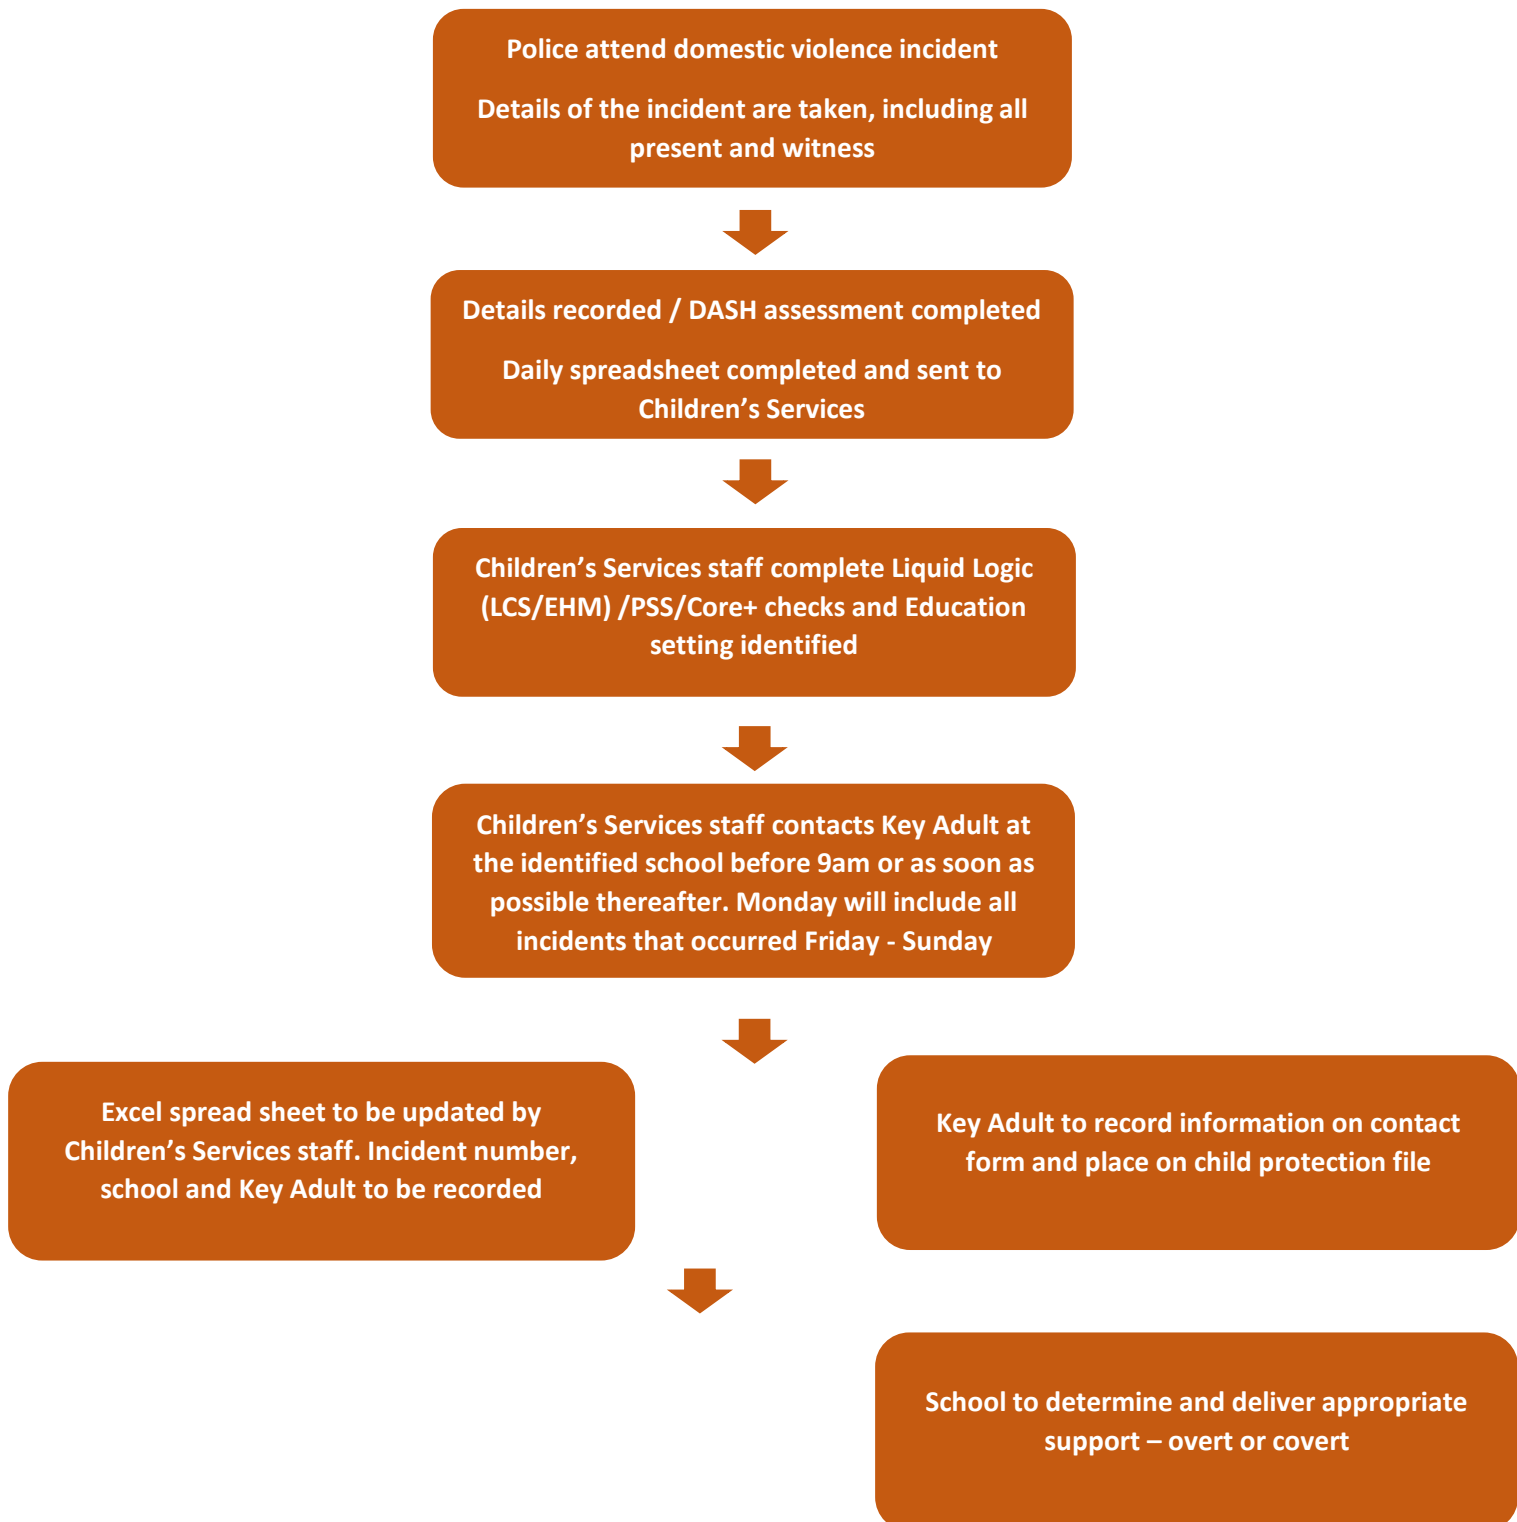 Police attend domestic violence incident
Details of the incident are taken, including all
present and witness
Details recorded / DASH assessment completed
Daily spreadsheet completed and sent to
Children’s Services
Children’s Services staff complete Liquid Logic
(LCS/EHM) /PSS/Core+ checks and Education
setting identified
Children’s Services staff contacts Key Adult at
the identified school before 9am or as soon as
possible thereafter. Monday will include all
incidents that occurred Friday - Sunday
Excel spread sheet to be updated by
Children’s Services staff. Incident number,
school and Key Adult to be recorded
Key Adult to record information on contact
form and place on child protection file
School to determine and deliver appropriate
support – overt or covert